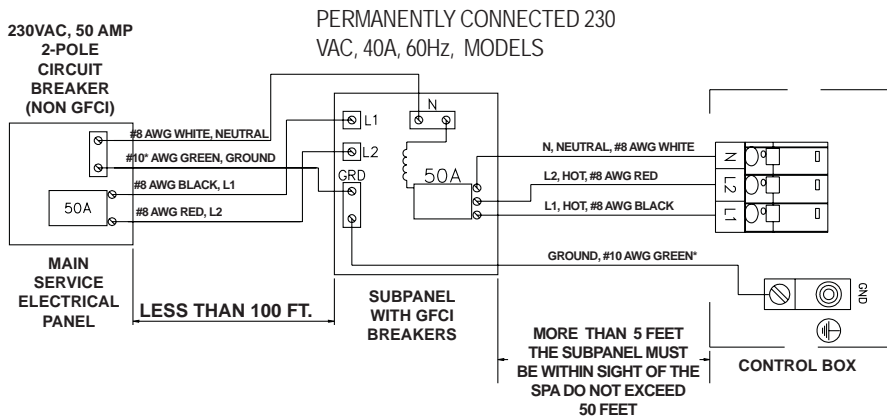 PERMANENTLY CONNECTED 230
VAC, 40A, 60Hz, MODELS
230VAC, 50 AMP
2-POLE
CIRCUIT
BREAKER
(NON GFCI)
#8 AWG WHITE, NEUTRAL
#10* AWG GREEN, GROUND
#8 AWG BLACK, L1
#8 AWG RED, L2
50A
MAIN
SERVICE
ELECTRICAL
PANEL
LESS THAN 100 FT.
L1
N
L2
GRD
50A
SUBPANEL
WITH GFCI
BREAKERS
N, NEUTRAL, #8 AWG WHITE
L2, HOT, #8 AWG RED
L1, HOT, #8 AWG BLACK
GROUND, #10 AWG GREEN*
MORE THAN 5 FEET
THE SUBPANEL MUST
BE WITHIN SIGHT OF THE
SPA DO NOT EXCEED
50 FEET
N
L2
L1
GND
CONTROL BOX